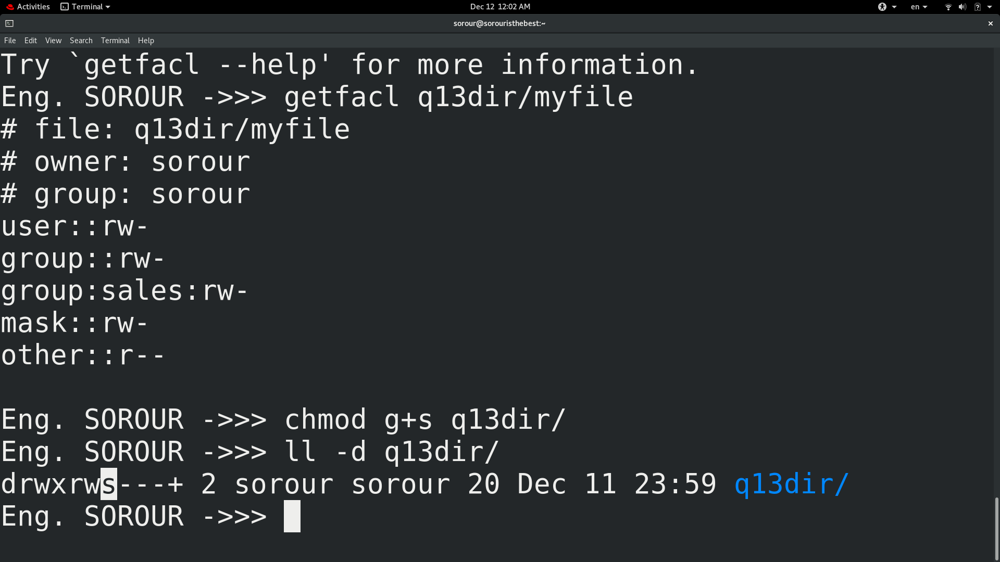 Activities Terminal Dec 12 12:02 AM en
sorour@sorouristhebest:~
File Edit View Search Terminal Help
Try `getfacl --help' for more information.
Eng. SOROUR ->>> getfacl q13dir/myfile
# file: q13dir/myfile
# owner: sorour
# group: sorour
user::rw-
group::rw-
group:sales:rw-
mask::rw-
other::r--
Eng. SOROUR ->>> chmod g+s q13dir/
Eng. SOROUR ->>> ll -d q13dir/
drwxrws---+ 2 sorour sorour 20 Dec 11 23:59 q13dir/
Eng. SOROUR ->>>